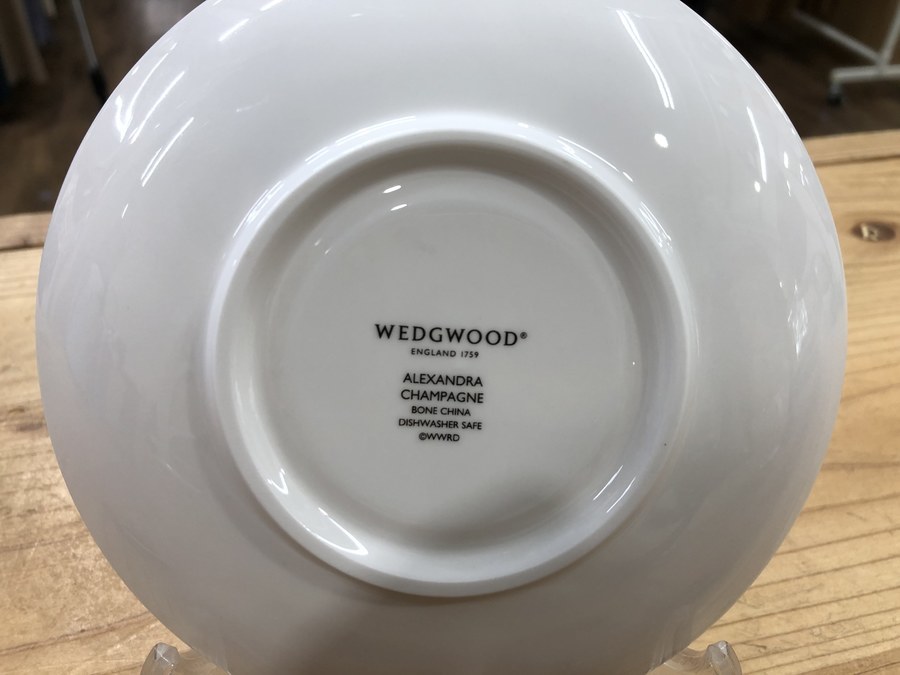 WEDGWOOD®
ENGLAND 1759
ALEXANDRA
CHAMPAGNE
BONE CHINA
DISHWASHER SAFE
©WWRD